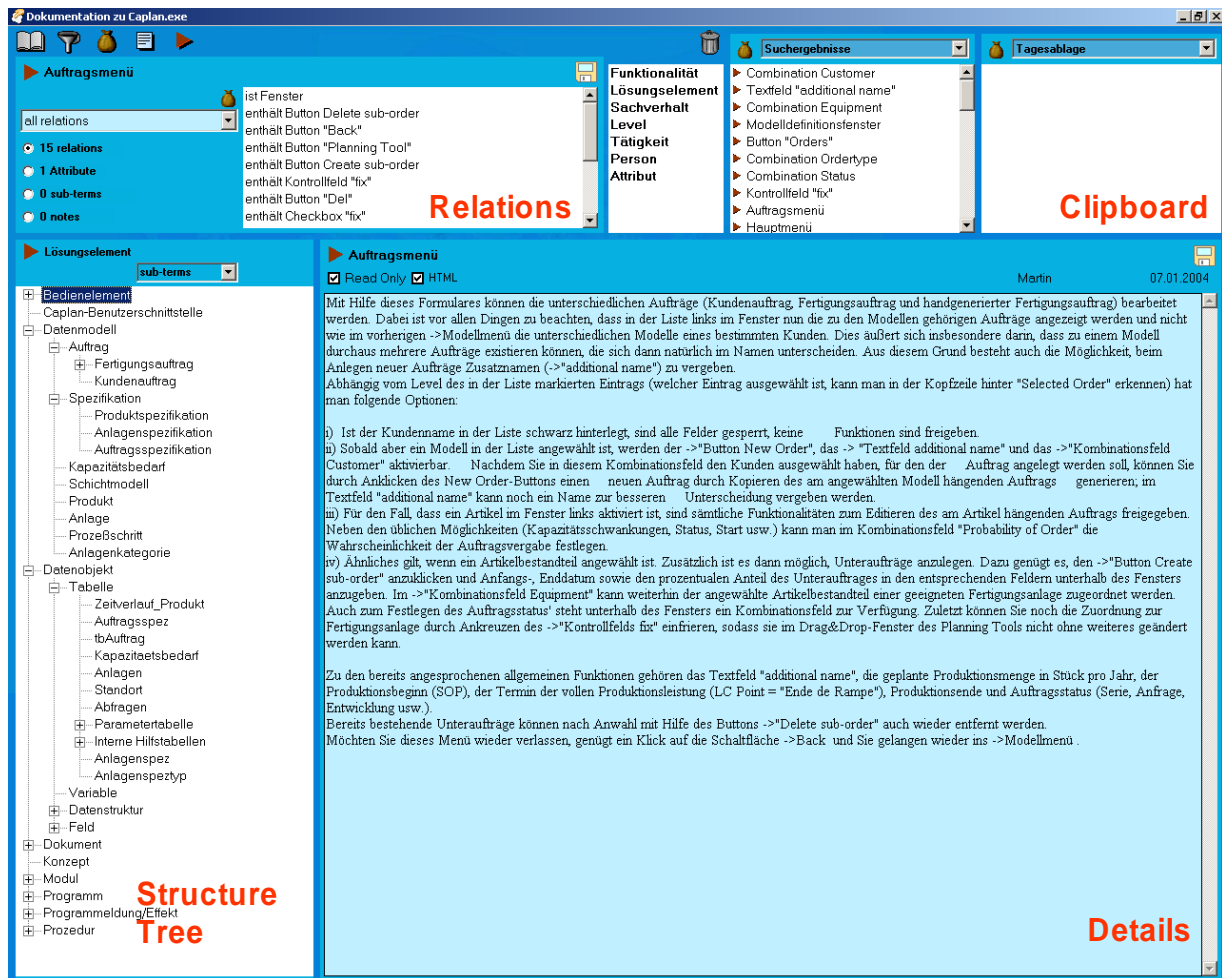 Dokumentation zu Caplan.exe
Auftragsmenü
all relations
15 relations
1 Attribute
0 sub-terms
0 notes
ist Fenster
enthält Button Delete sub-order
enthält Button "Back"
enthält Button "Planning Tool"
enthält Button Create sub-order
enthält Kontrollfeld "fix"
enthält Button "Del"
enthält Checkbox "fix"
Relations
Funktionalität
Lösungselement
Sachverhalt
Level
Tätigkeit
Person
Attribut
Suchergebnisse
Combination Customer
Textfeld "additional name"
Combination Equipment
Modelldefinitionsfenster
Button "Orders"
Combination Ordertype
Combination Status
Kontrollfeld "fix"
Auftragsmenü
Hauptmenü
Tagesablage
Clipboard
Lösungselement
sub-terms
Bedienelement
Caplan-Benutzerschnittstelle
Datenmodell
Auftrag
Fertigungsauftrag
Kundenauftrag
Spezifikation
Produktspezifikation
Anlagenspezifikation
Auftragsspezifikation
Kapazitätsbedarf
Schichtmodell
Produkt
Anlage
Prozeßschritt
Anlagenkategorie
Datenobjekt
Tabelle
Zeitverlauf_Produkt
Auftragsspez
tbAuftrag
Kapazitaetsbedarf
Anlagen
Standort
Abfragen
Parametertabelle
Interne Hilfstabellen
Anlagenspez
Anlagenspeztyp
Variable
Datenstruktur
Feld
Dokument
Konzept
Modul
Programm
Programmeldung/Effekt
Prozedur
Structure
Tree
Auftragsmenü
Read Only HTML
Martin 07.01.2004
Mit Hilfe dieses Formulares können die unterschiedlichen Aufträge (Kundenauftrag, Fertigungsauftrag und handgenerierter Fertigungsauftrag) bearbeitet
werden. Dabei ist vor allen Dingen zu beachten, dass in der Liste links im Fenster nun die zu den Modellen gehörigen Aufträge angezeigt werden und nicht
wie im vorherigen ->Modellmenü die unterschiedlichen Modelle eines bestimmten Kunden. Dies äußert sich insbesondere darin, dass zu einem Modell
durchaus mehrere Aufträge existieren können, die sich dann natürlich im Namen unterscheiden. Aus diesem Grund besteht auch die Möglichkeit, beim
Anlegen neuer Aufträge Zusatznamen (->"additional name") zu vergeben.
Abhängig vom Level des in der Liste markierten Eintrags (welcher Eintrag ausgewählt ist, kann man in der Kopfzeile hinter "Selected Order" erkennen) hat
man folgende Optionen:
i) Ist der Kundenname in der Liste schwarz hinterlegt, sind alle Felder gesperrt, keine Funktionen sind freigeben.
ii) Sobald aber ein Modell in der Liste angewählt ist, werden der ->"Button New Order", das -> "Textfeld additional name" und das ->"Kombinationsfeld
Customer" aktivierbar. Nachdem Sie in diesem Kombinationsfeld den Kunden ausgewählt haben, für den der Auftrag angelegt werden soll, können Sie
durch Anklicken des New Order-Buttons einen neuen Auftrag durch Kopieren des am angewählten Modell hängenden Auftrags generieren; im
Textfeld "additional name" kann noch ein Name zur besseren Unterscheidung vergeben werden.
iii) Für den Fall, dass ein Artikel im Fenster links aktiviert ist, sind sämtliche Funktionalitäten zum Editieren des am Artikel hängenden Auftrags freigegeben.
Neben den üblichen Möglichkeiten (Kapazitätsschwankungen, Status, Start usw.) kann man im Kombinationsfeld "Probability of Order" die
Wahrscheinlichkeit der Auftragsvergabe festlegen.
iv) Ähnliches gilt, wenn ein Artikelbestandteil angewählt ist. Zusätzlich ist es dann möglich, Unteraufträge anzulegen. Dazu genügt es, den ->"Button Create
sub-order" anzuklicken und Anfangs-, Enddatum sowie den prozentualen Anteil des Unterauftrages in den entsprechenden Feldern unterhalb des Fensters
anzugeben. Im ->"Kombinationsfeld Equipment" kann weiterhin der angewählte Artikelbestandteil einer geeigneten Fertigungsanlage zugeordnet werden.
Auch zum Festlegen des Auftragsstatus' steht unterhalb des Fensters ein Kombinationsfeld zur Verfügung. Zuletzt können Sie noch die Zuordnung zur
Fertigungsanlage durch Ankreuzen des ->"Kontrollfelds fix" einfrieren, sodass sie im Drag&Drop-Fenster des Planning Tools nicht ohne weiteres geändert
werden kann.
Zu den bereits angesprochenen allgemeinen Funktionen gehören das Textfeld "additional name", die geplante Produktionsmenge in Stück pro Jahr, der
Produktionsbeginn (SOP), der Termin der vollen Produktionsleistung (LC Point = "Ende de Rampe"), Produktionsende und Auftragsstatus (Serie, Anfrage,
Entwicklung usw.).
Bereits bestehende Unteraufträge können nach Anwahl mit Hilfe des Buttons ->"Delete sub-order" auch wieder entfernt werden.
Möchten Sie dieses Menü wieder verlassen, genügt ein Klick auf die Schaltfläche ->Back und Sie gelangen wieder ins ->Modellmenü .
Details